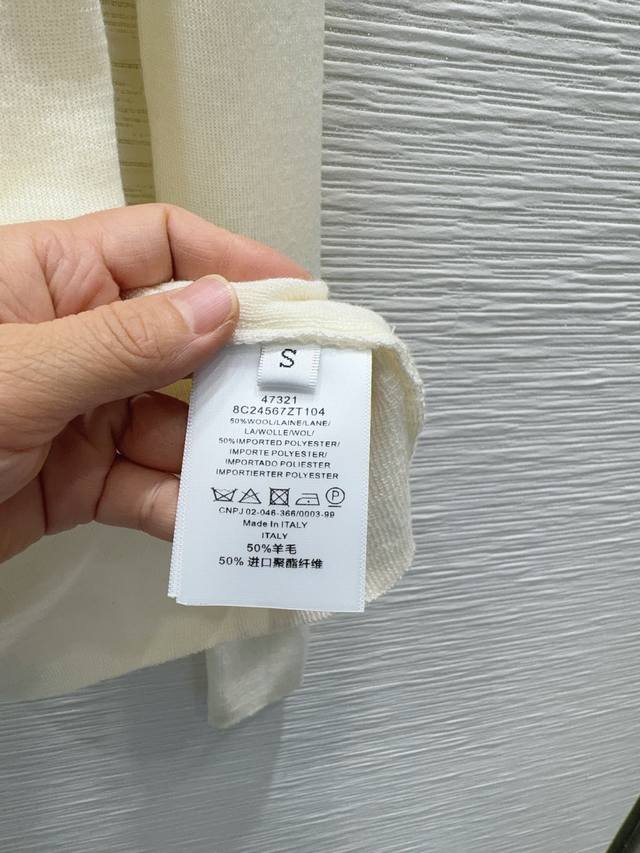 S
47321
8C24567ZT104
50%WOOL/LAINE/LANE/
LA/WOLLE/WOL/
50%IMPORTED POLYESTER/
IMPORTE POLYESTER/
IMPORTADO POLIESTER
IMPORTIERTER POLYESTER
P
CNPJ 02-046-366/0003-99
Made In ITALY
ITALY
50%羊毛
50% 进口聚酯纤维